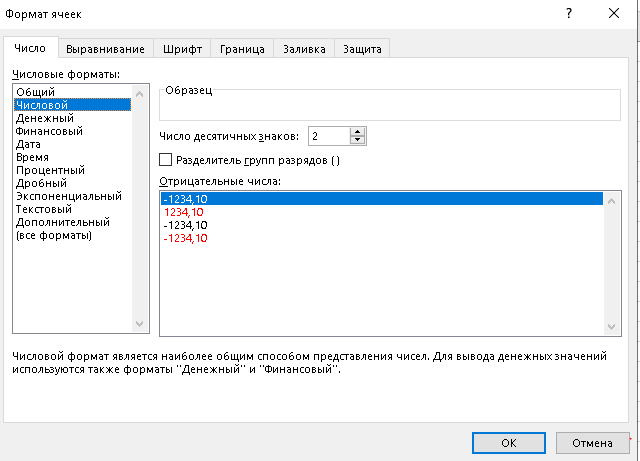 Формат ячеек
Число Выравнивание Шрифт Граница Заливка Защита
Числовые форматы:
Общий
Числовой
Денежный
Финансовый
Дата
Время
Процентный
Дробный
Экспоненциальный
Текстовый
Дополнительный
(все форматы)
Образец
Число десятичных знаков: 2
Разделитель групп разрядов ( )
Отрицательные числа:
-1234,10
1234,10
-1234,10
-1234,10
Числовой формат является наиболее общим способом представления чисел. Для вывода денежных значений
используются также форматы "Денежный" и "Финансовый".
ОК Отмена